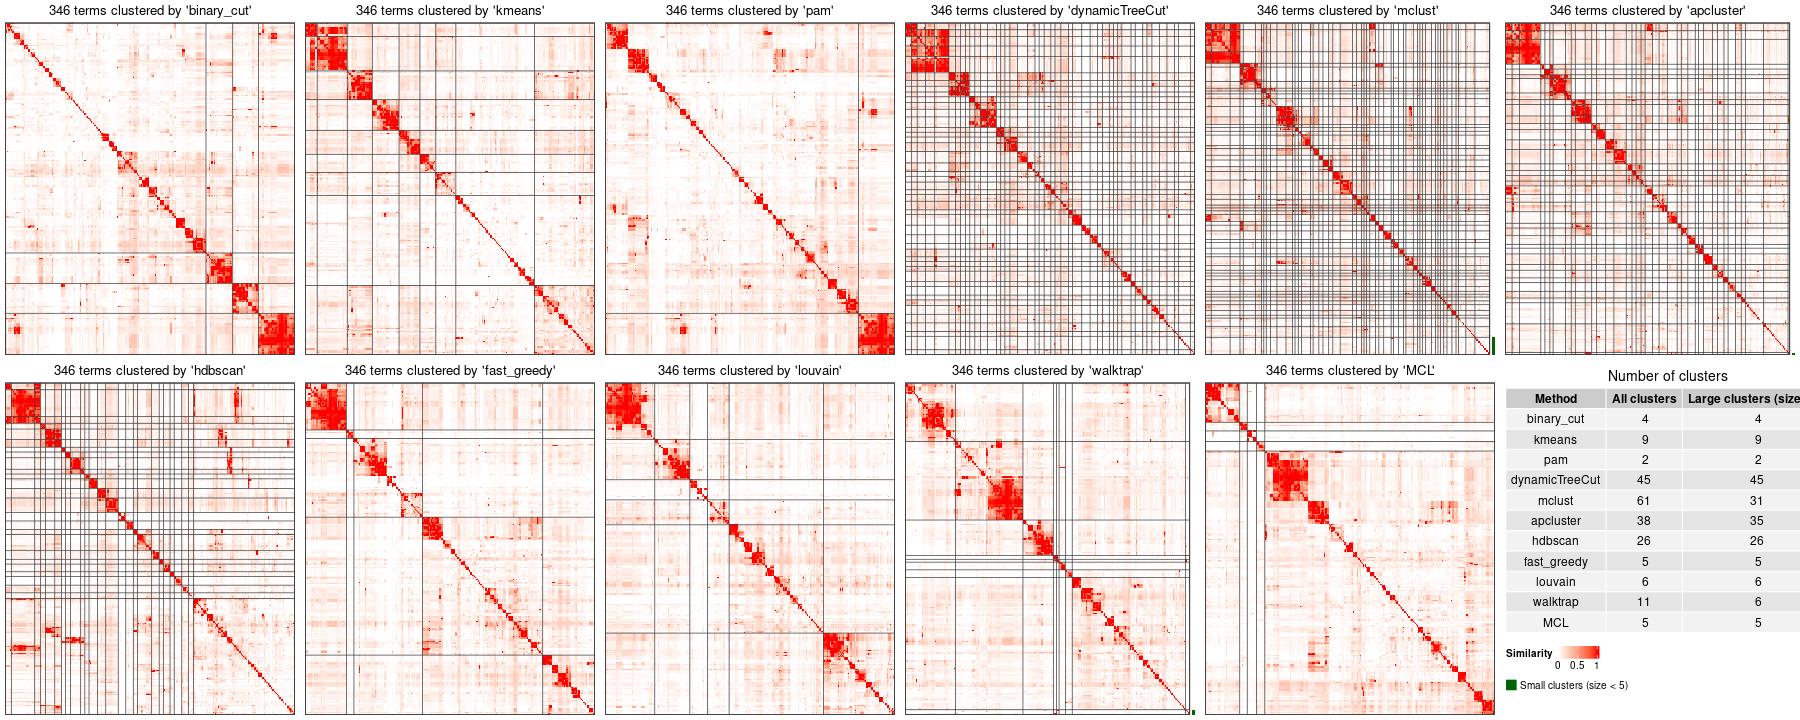 346 terms clustered by 'binary_cut'
346 terms clustered by 'kmeans'
346 terms clustered by 'pam'
346 terms clustered by 'dynamicTreeCut'
346 terms clustered by 'mclust'
346 terms clustered by 'apcluster'
346 terms clustered by 'hdbscan'
346 terms clustered by 'fast_greedy'
346 terms clustered by 'louvain'
346 terms clustered by 'walktrap'
346 terms clustered by 'MCL'
Number of clusters
Method All clusters Large clusters (size
binary_cut 4 4
kmeans 9 9
pam 2 2
dynamicTreeCut 45 45
mclust 61 31
apcluster 38 35
hdbscan 26 26
fast_greedy 5 5
louvain 6 6
walktrap 11 6
MCL 5 5
Similarity
0 0.5 1
Small clusters (size < 5)